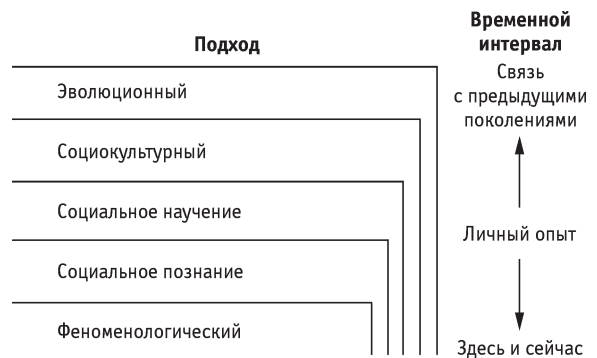 Подход
Временной
интервал
Эволюционный
Социокультурный
Социальное научение
Социальное познание
Феноменологический
Связь
с предыдущими
поколениями
Личный опыт
Здесь и сейчас